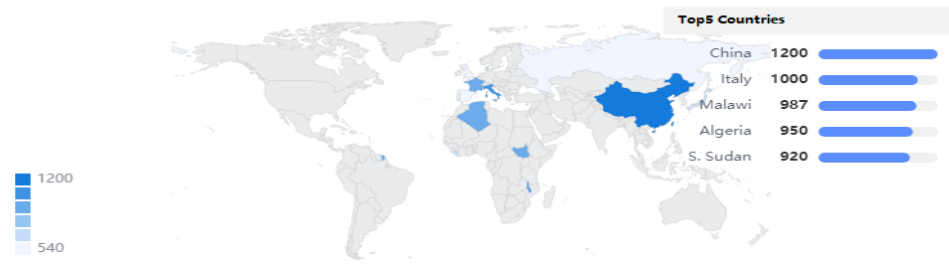 Top5 Countries
China 1200
Italy 1000
Malawi 987
Algeria 950
S. Sudan 920
1200
540